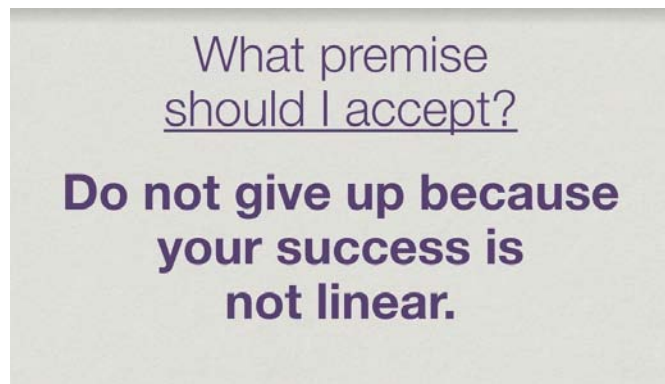 What premise
should I accept?
Do not give up because
your success is
not linear.